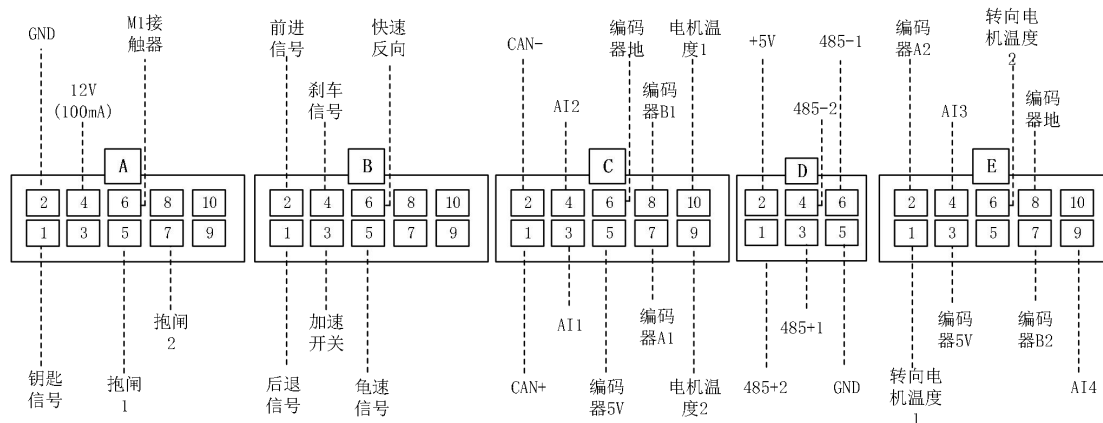 GND
M1接
触器
12V
(100mA)
A
2 4 6 8 10
1 3 5 7 9
抱闸
2
钥匙
信号
抱闸
1
前进
信号
快速
反向
刹车
信号
B
2 4 6 8 10
1 3 5 7 9
加速
开关
后退
信号
龟速
信号
CAN-
编码
器地
电机温
度1
AI2
编码
器B1
C
2 4 6 8 10
1 3 5 7 9
AI1
编码
器A1
CAN+
编码
器5V
电机温
度2
+5V
485-1
485-2
D
2 4 6
1 3 5
485+1
485+2
GND
编码
器A2
转向电
机温度
2
AI3
编码
器地
E
2 4 6 8 10
1 3 5 7 9
编码
器5V
编码
器B2
转向电
机温度
1
AI4